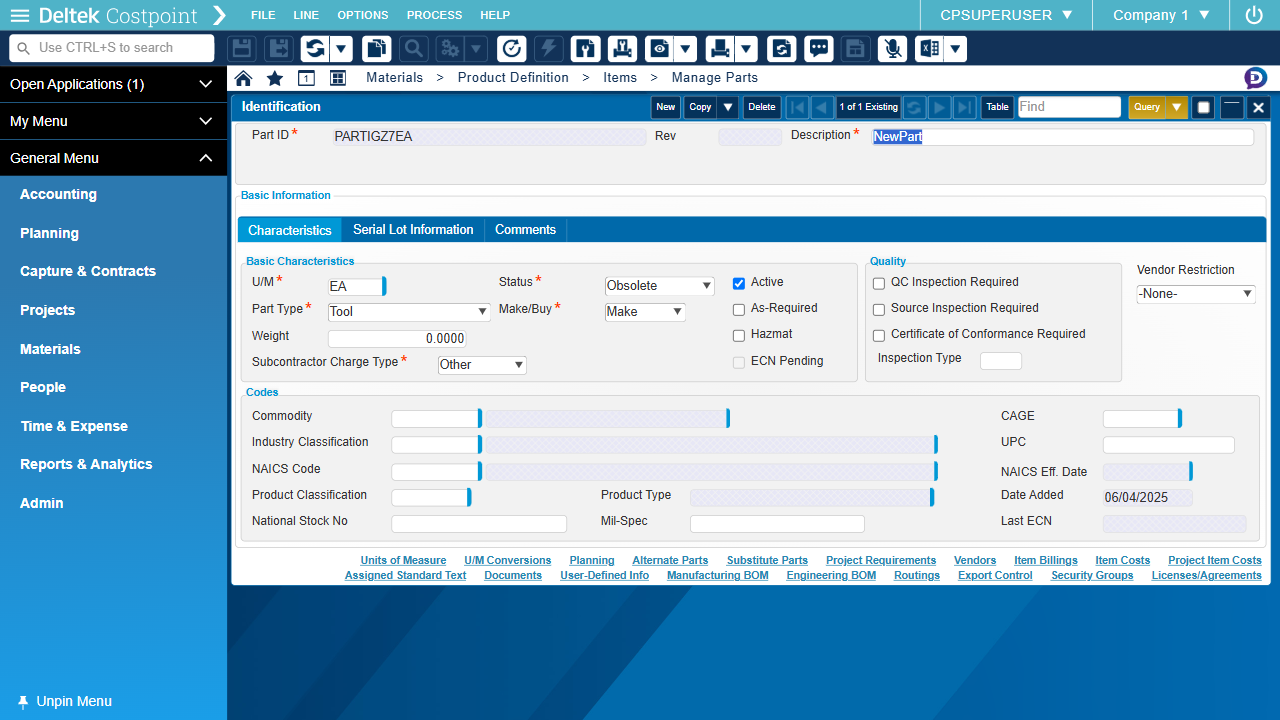 Deltek Costpoint FILE LINE OPTIONS PROCESS HELP CPSUPERUSER Company 1
Use CTRL+S to search
Open Applications (1)
My Menu
General Menu
Accounting
Planning
Capture & Contracts
Projects
Materials
People
Time & Expense
Reports & Analytics
Admin
Unpin Menu
1 Materials > Product Definition > Items > Manage Parts
Identification New Copy Delete 1 of 1 Existing Table Find Query
Part ID * PARTIGZ7EA Rev Description * NewPart
Basic Information
Characteristics Serial Lot Information Comments
Basic Characteristics
U/M * EA Status * Obsolete Active
Part Type * Tool Make/Buy * Make As-Required
Weight 0.0000 Hazmat
Subcontractor Charge Type * Other ECN Pending
Quality
QC Inspection Required
Source Inspection Required
Certificate of Conformance Required
Inspection Type
Vendor Restriction
-None-
Codes
Commodity CAGE
Industry Classification UPC
NAICS Code NAICS Eff. Date
Product Classification Product Type Date Added 06/04/2025
National Stock No Mil-Spec Last ECN
Units of Measure U/M Conversions Planning Alternate Parts Substitute Parts Project Requirements Vendors Item Billings Item Costs Project Item Costs
Assigned Standard Text Documents User-Defined Info Manufacturing BOM Engineering BOM Routings Export Control Security Groups Licenses/Agreements